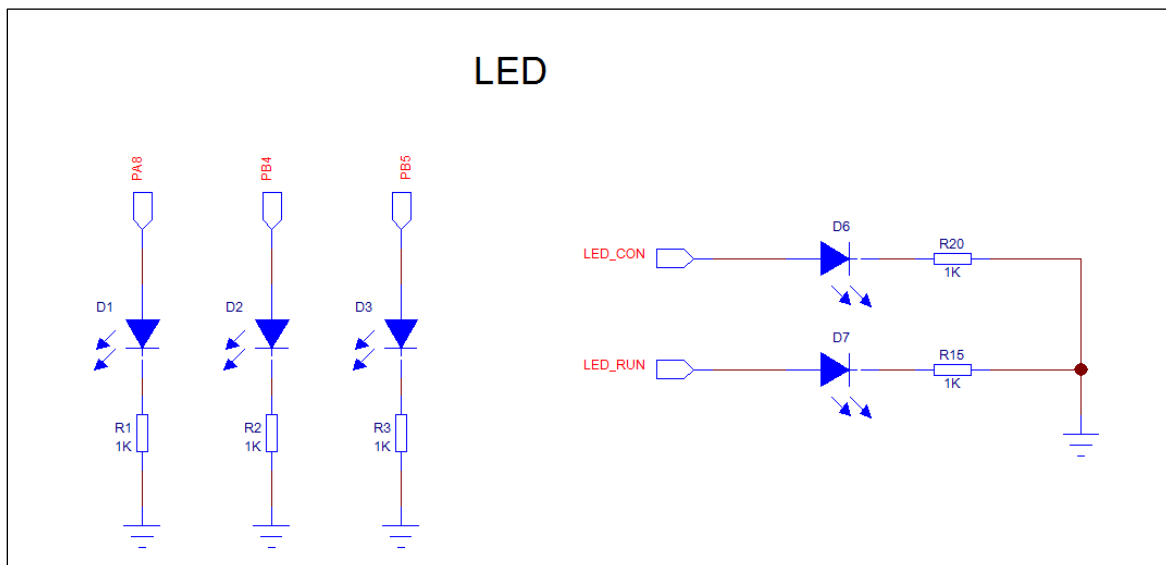 LED
PA8
PB4
PB5
D1
D2
D3
R1
1K
R2
1K
R3
1K
LED_CON
D6
R20
1K
LED_RUN
D7
R15
1K